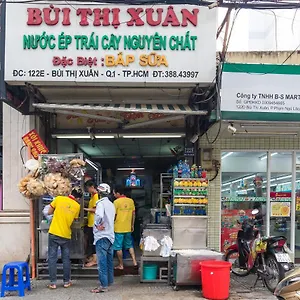 BÙI THỊ XUÂN
NƯỚC ÉP TRÁI CÂY NGUYÊN CHẤT
Đặc Biệt: BẮP SỮA
ĐC: 122E - BÙI THỊ XUÂN - Q.1 - TP.HCM ĐT:388.43997
Công ty TNHH B-S MART